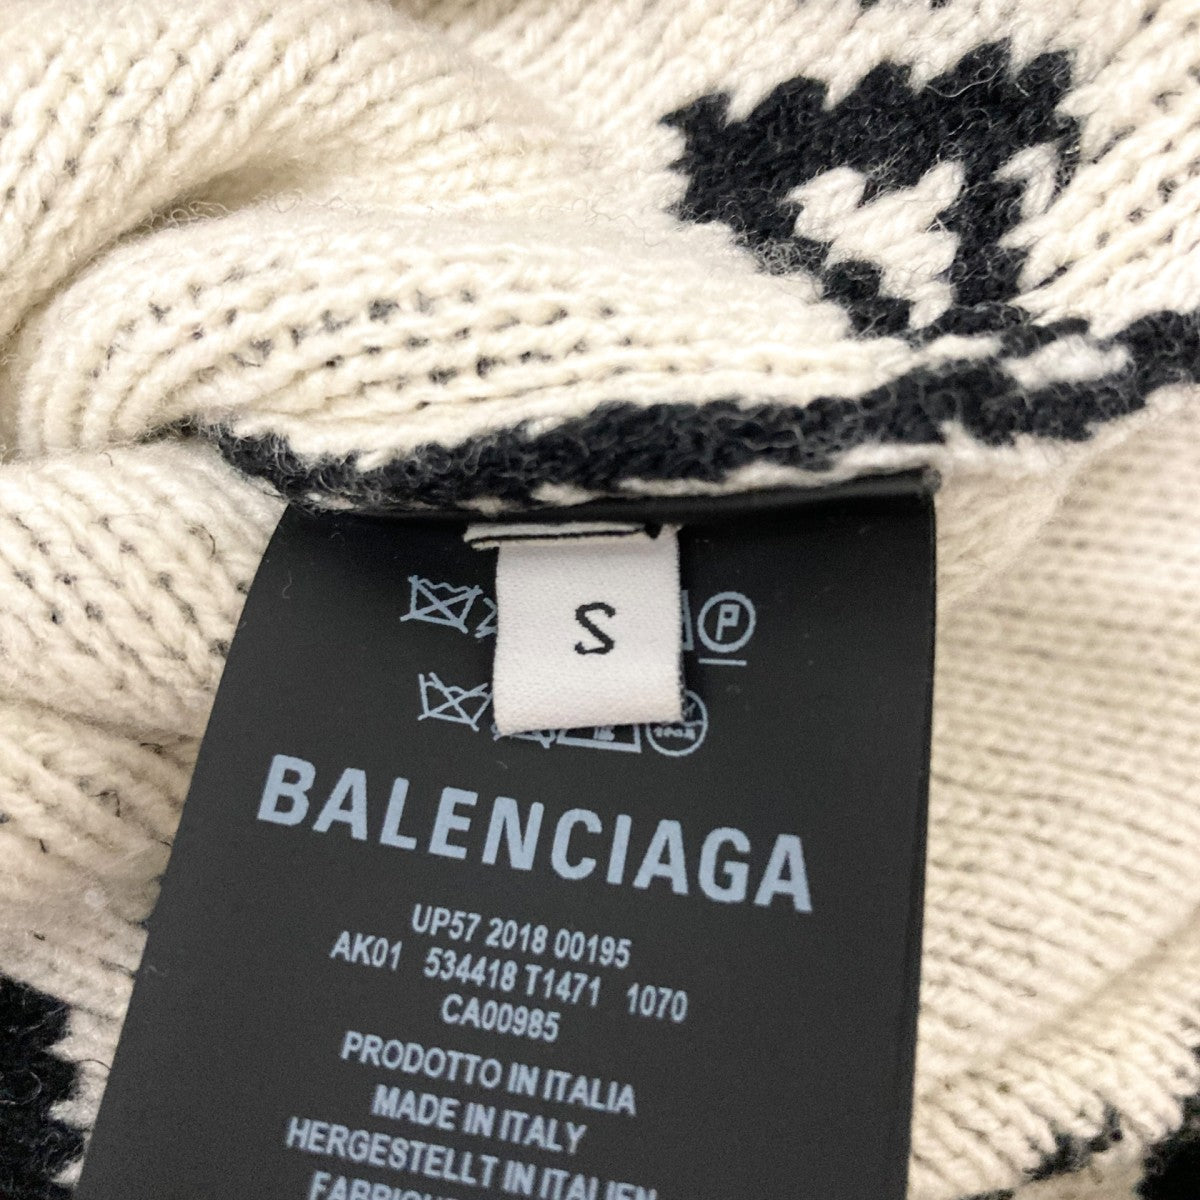 S
P
BALENCIAGA
UP57 2018 00195
AK01 534418 T1471 1070
CA00985
PRODOTTO IN ITALIA
MADE IN ITALY
HERGESTELLT IN ITALIEN